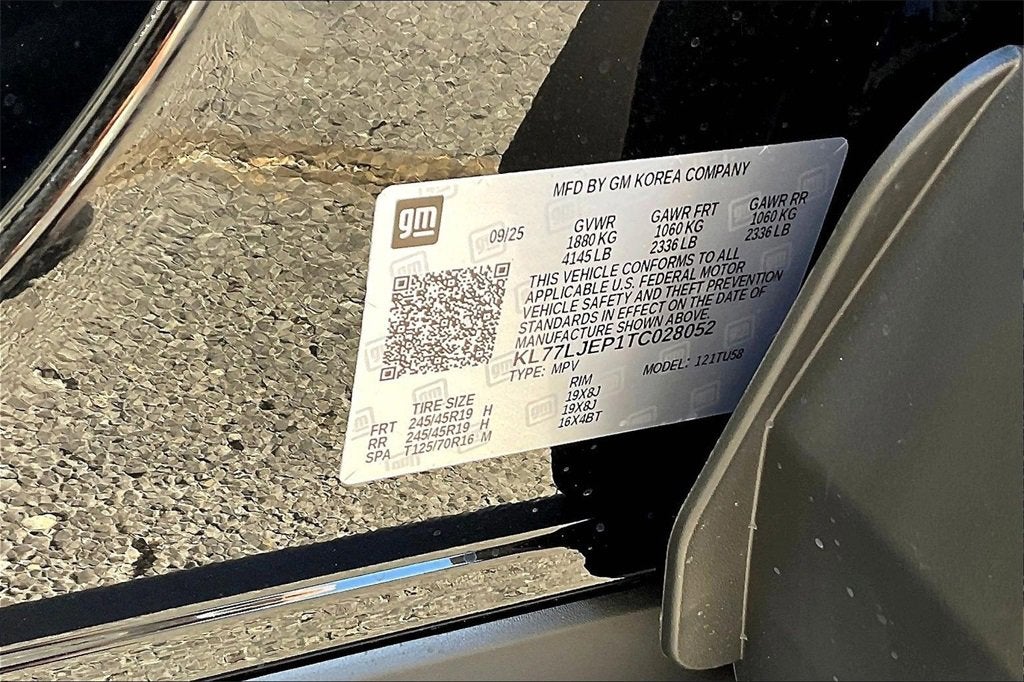 MFD BY GM KOREA COMPANY
gm
09/25
GVWR GAWR FRT GAWR RR
1880 KG 1060 KG 1060 KG
4145 LB 2336 LB 2336 LB
THIS VEHICLE CONFORMS TO ALL
APPLICABLE U.S. FEDERAL MOTOR
VEHICLE SAFETY AND THEFT PREVENTION
STANDARDS IN EFFECT ON THE DATE OF
MANUFACTURE SHOWN ABOVE.
KL77LJEP1TC028052
TYPE: MPV MODEL: 121TU58
TIRE SIZE RIM
FRT 245/45R19 H 19X8J
RR 245/45R19 H 19X8J
SPA T125/70R16 M 16X4BT